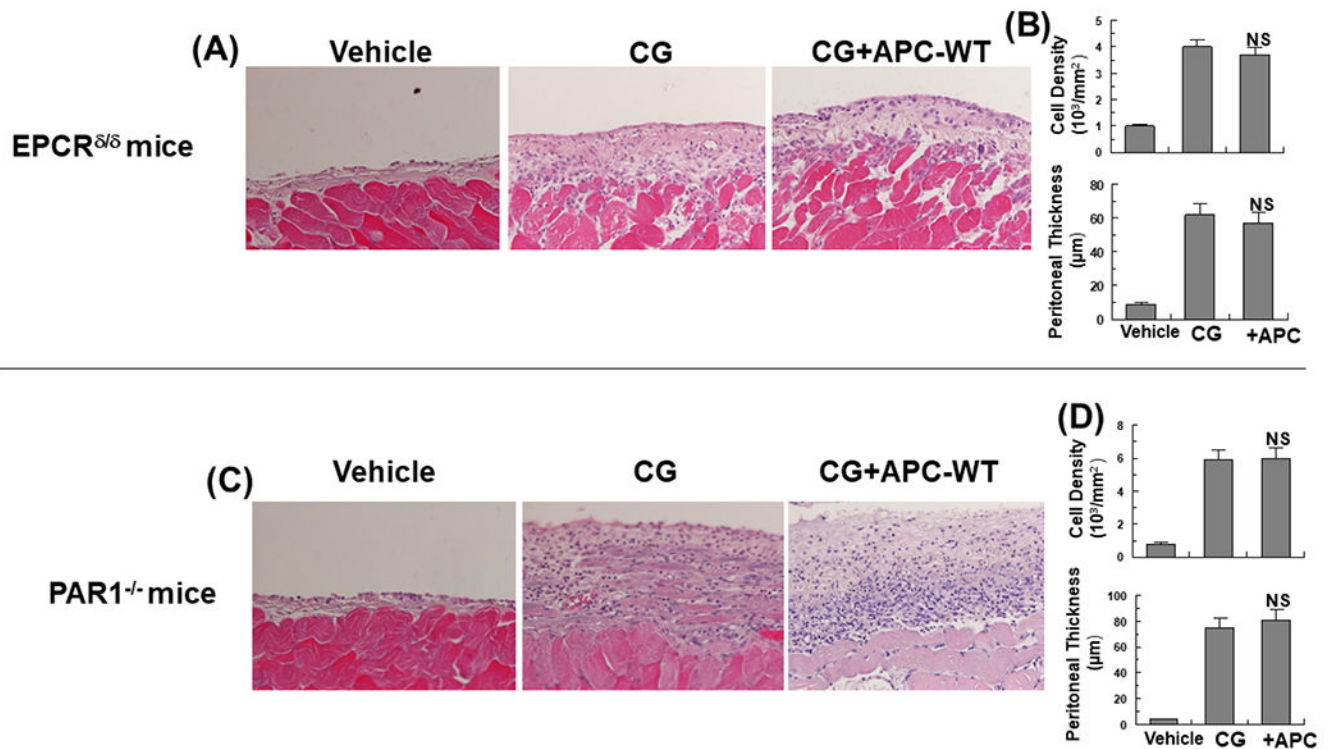 (A)
Vehicle
CG
CG+APC-WT
EPCRδ/δ mice
(B)
Cell Density
(10³/mm²)
5
4
3
2
1
0
NS
Peritoneal Thickness
(μm)
80
60
40
20
0
NS
Vehicle
CG
+APC
(C)
Vehicle
CG
CG+APC-WT
PAR1-/- mice
(D)
Cell Density
(10³/mm²)
8
6
4
2
0
NS
Peritoneal Thickness
(μm)
100
80
60
40
20
0
NS
Vehicle
CG
+APC